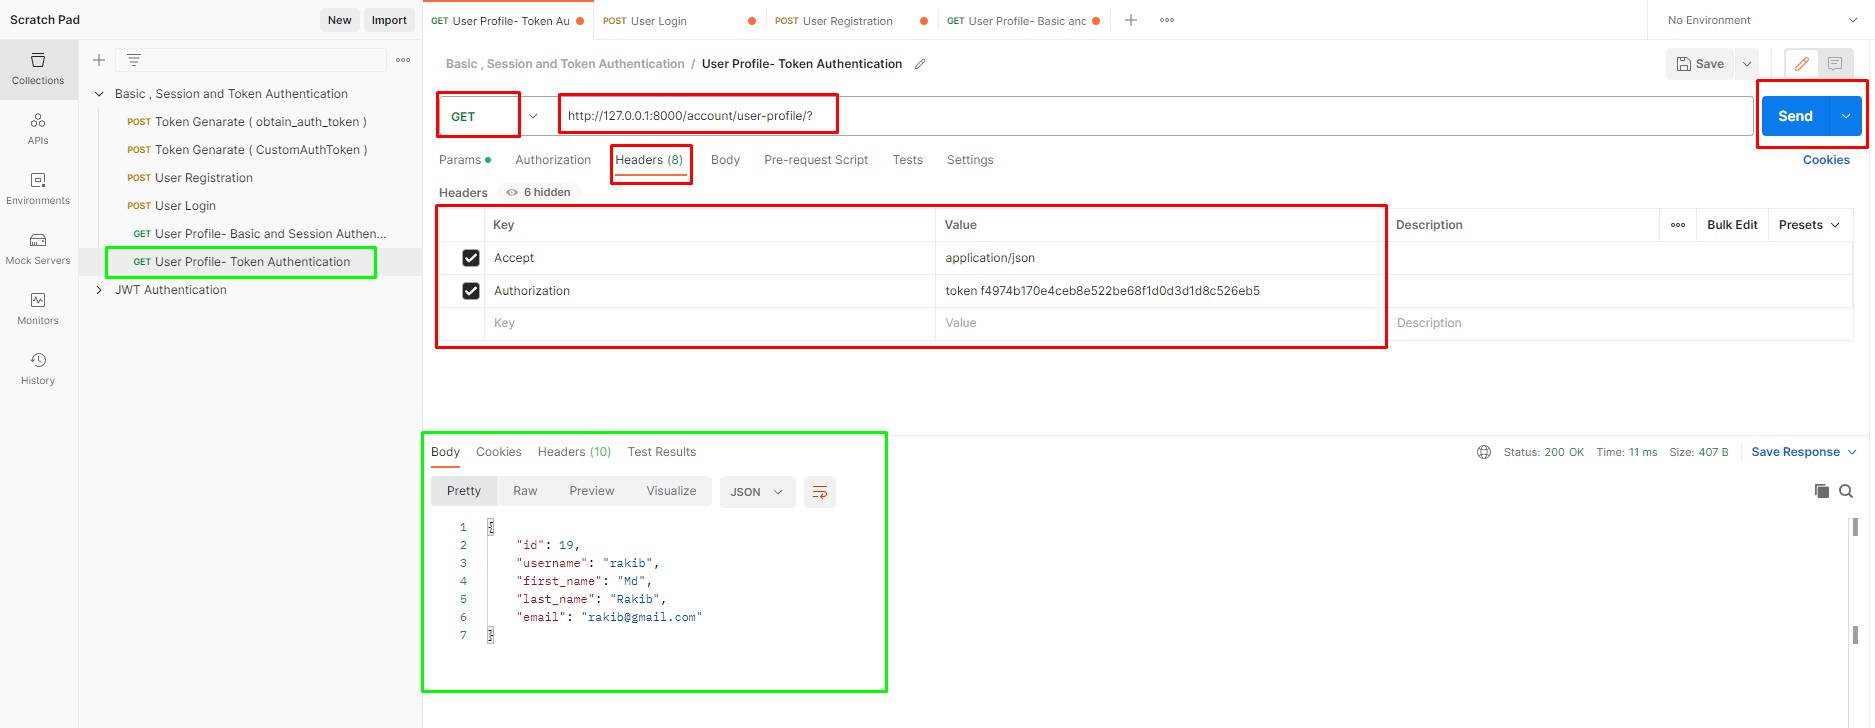 Scratch Pad
New
Import
GET User Profile- Token Au
POST User Login
POST User Registration
GET User Profile- Basic and
No Environment
Collections
APIs
Environments
Mock Servers
Monitors
History
Basic , Session and Token Authentication
POST Token Genarate ( obtain_auth_token )
POST Token Genarate ( CustomAuthToken )
POST User Registration
POST User Login
GET User Profile- Basic and Session Authen...
GET User Profile- Token Authentication
JWT Authentication
Basic , Session and Token Authentication / User Profile- Token Authentication
Save
GET
http://127.0.0.1:8000/account/user-profile/?
Send
Params
Authorization
Headers (8)
Body
Pre-request Script
Tests
Settings
Cookies
Headers
6 hidden
Key
Value
Description
Bulk Edit
Presets
Accept
application/json
Authorization
token f4974b170e4ceb8e522be68f1d0d3d1d8c526eb5
Key
Value
Description
Body
Cookies
Headers (10)
Test Results
Status: 200 OK
Time: 11 ms
Size: 407 B
Save Response
Pretty
Raw
Preview
Visualize
JSON
1 {
2 "id": 19,
3 "username": "rakib",
4 "first_name": "Md",
5 "last_name": "Rakib",
6 "email": "rakib@gmail.com"
7 }